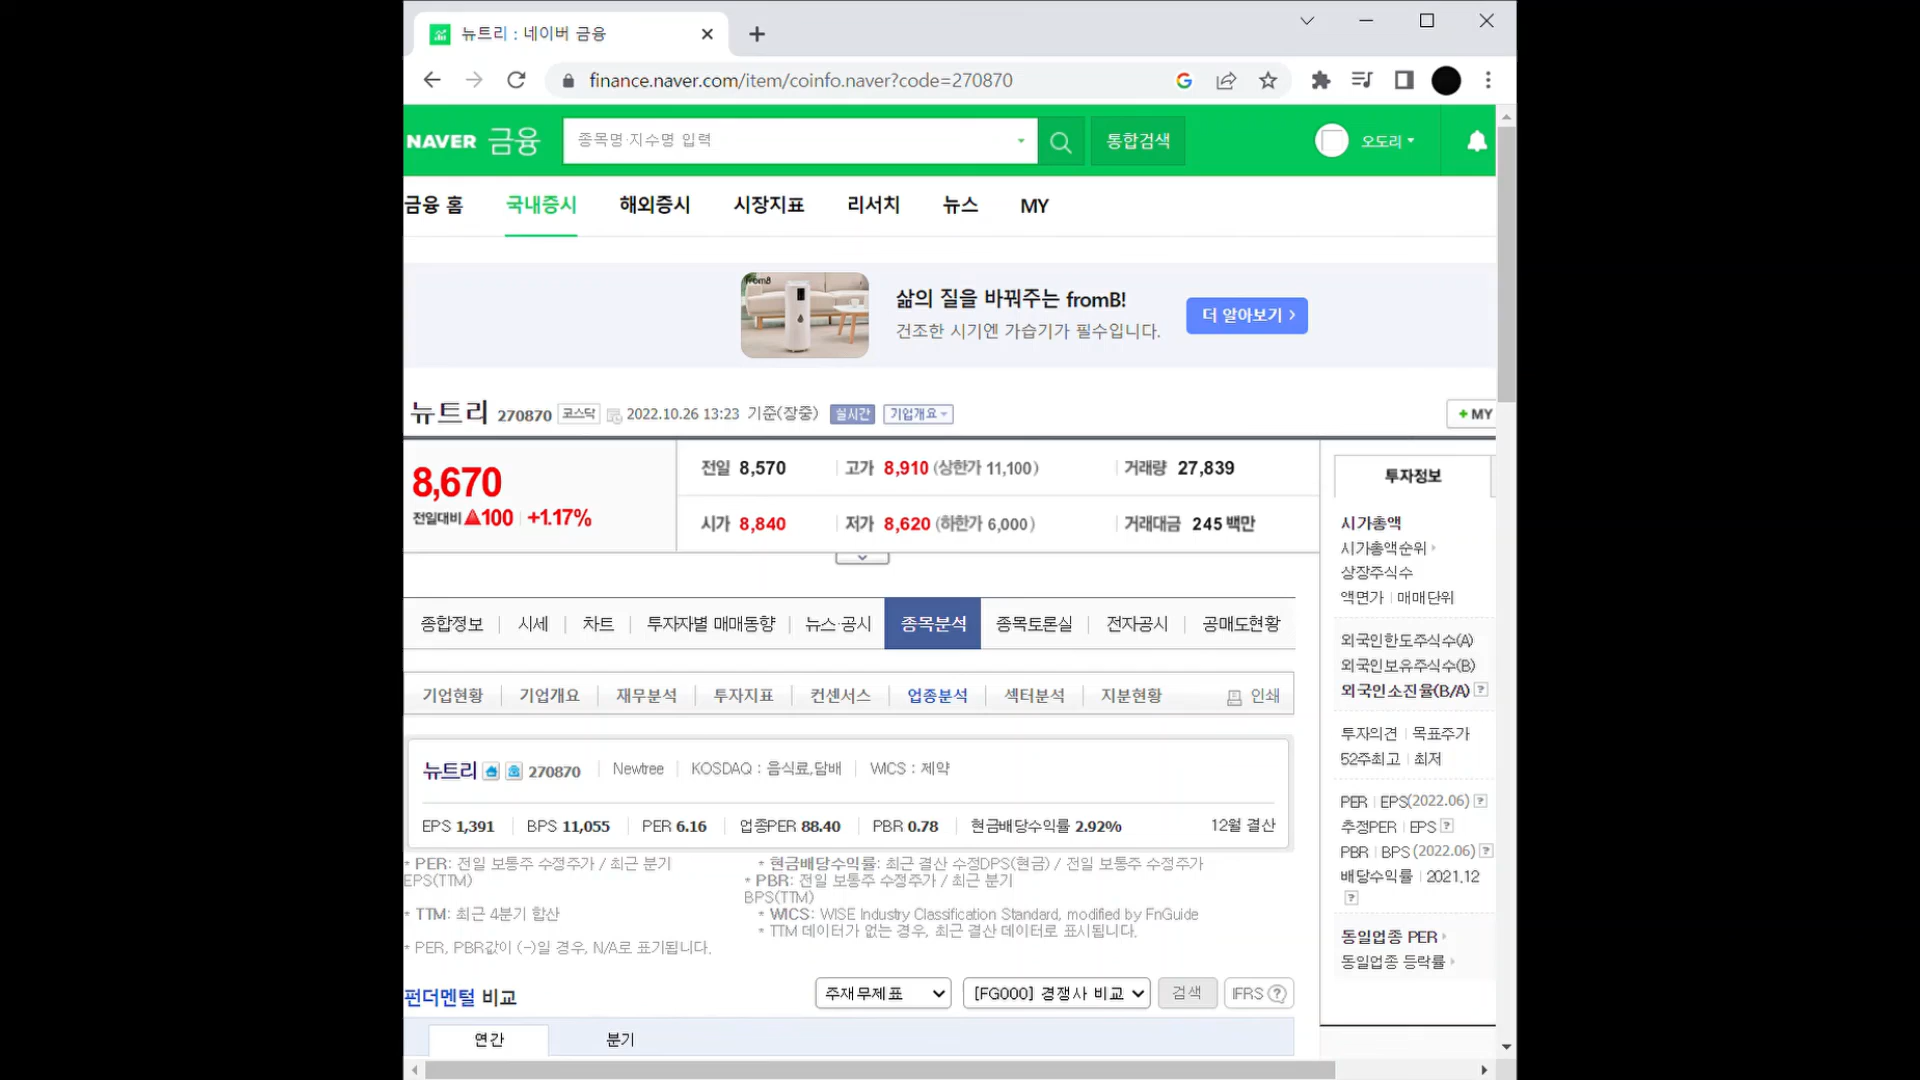 뉴트리 : 네이버 금융
finance.naver.com/item/coinfo.naver?code=270870
NAVER 금융 종목명·지수명 입력 통합검색 오도리
금융 홈 국내증시 해외증시 시장지표 리서치 뉴스 MY
fromB
삶의 질을 바꿔주는 fromB!
건조한 시기엔 가습기가 필수입니다.
더 알아보기 >
뉴트리 270870 코스닥 2022.10.26 13:23 기준(장중) 실시간 기업개요
+ MY
8,670
전일대비 ▲100 +1.17%
전일 8,570 고가 8,910 (상한가 11,100) 거래량 27,839
시가 8,840 저가 8,620 (하한가 6,000) 거래대금 245 백만
투자정보
시가총액
시가총액순위
상장주식수
액면가 | 매매단위
외국인한도주식수(A)
외국인보유주식수(B)
외국인소진율(B/A) ?
투자의견 | 목표주가
52주최고 | 최저
PER | EPS(2022.06) ?
추정PER | EPS ?
PBR | BPS (2022.06) ?
배당수익률 | 2021.12
?
동일업종 PER
동일업종 등락률
종합정보 시세 차트 투자자별 매매동향 뉴스·공시 종목분석 종목토론실 전자공시 공매도현황
기업현황 기업개요 재무분석 투자지표 컨센서스 업종분석 섹터분석 지분현황 인쇄
뉴트리 270870 Newtree KOSDAQ : 음식료,담배 WICS : 제약
EPS 1,391 BPS 11,055 PER 6.16 업종PER 88.40 PBR 0.78 현금배당수익률 2.92% 12월 결산
* PER: 전일 보통주 수정주가 / 최근 분기
EPS(TTM)
* TTM: 최근 4분기 합산
* PER, PBR값이 (-)일 경우, N/A로 표기됩니다.
* 현금배당수익률: 최근 결산 수정DPS(현금) / 전일 보통주 수정주가
* PBR: 전일 보통주 수정주가 / 최근 분기
BPS(TTM)
* WICS: WISE Industry Classification Standard, modified by FnGuide
* TTM 데이터가 없는 경우, 최근 결산 데이터로 표시됩니다.
펀더멘털 비교 주재무제표 [FG000] 경쟁사 비교 검색 IFRS ?
연간 분기